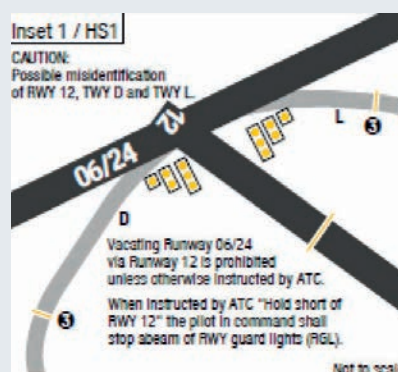 Inset 1 / HS1
CAUTION:
Possible misidentification
of RWY 12, TWY D and TWY L.
12
06/24
L
3
D
Vacating Runway 06/24
via Runway 12 is prohibited
unless otherwise instructed by ATC.
3
When instructed by ATC "Hold short of
RWY 12" the pilot in command shall
stop abeam of RWY guard lights (RGL).
Not to scale